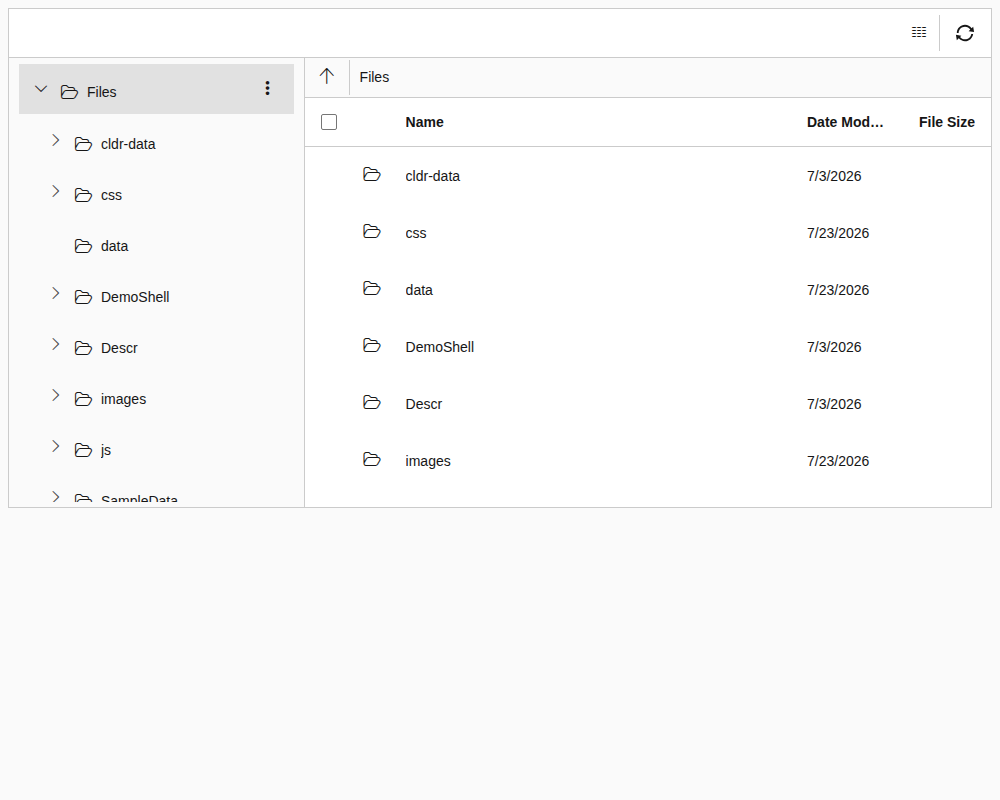 Files
Files
Name Date Mod… File Size
cldr-data
css
data
DemoShell
Descr
images
js
SampleData
cldr-data 7/3/2026
css 7/23/2026
data 7/23/2026
DemoShell 7/3/2026
Descr 7/3/2026
images 7/23/2026